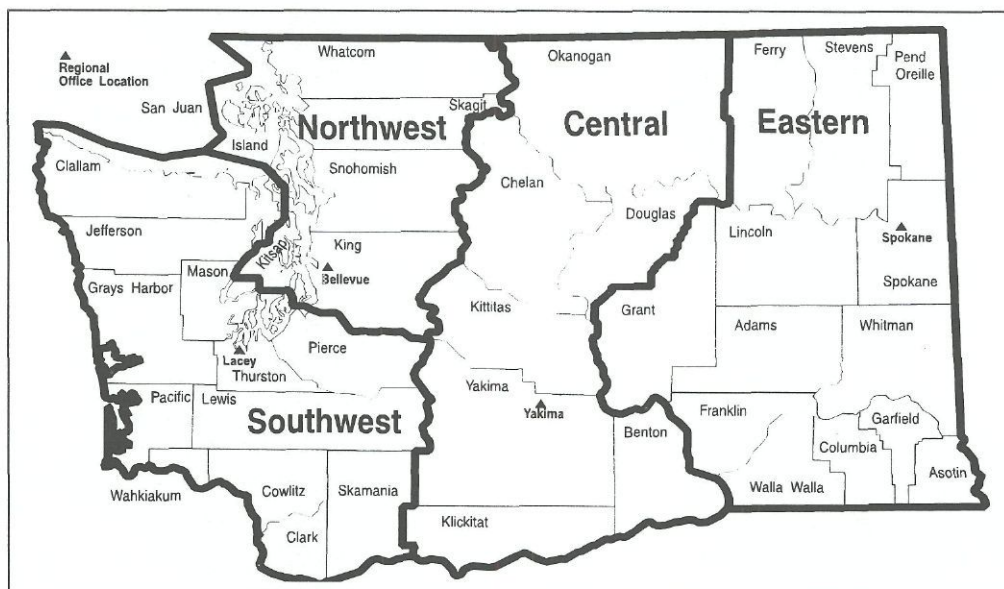 Whatcom
Okanogan
Ferry
Stevens
Pend
Oreille
Regional
Office Location
San Juan
Skagit
Northwest
Central
Eastern
Island
Clallam
Snohomish
Chelan
Douglas
Jefferson
Kitsap
King
Lincoln
Spokane
Mason
Bellevue
Spokane
Grays Harbor
Kittitas
Grant
Adams
Whitman
Pierce
Lacey
Thurston
Yakima
Yakima
Pacific
Lewis
Franklin
Garfield
Southwest
Benton
Columbia
Asotin
Wahkiakum
Cowlitz
Skamania
Walla Walla
Klickitat
Clark